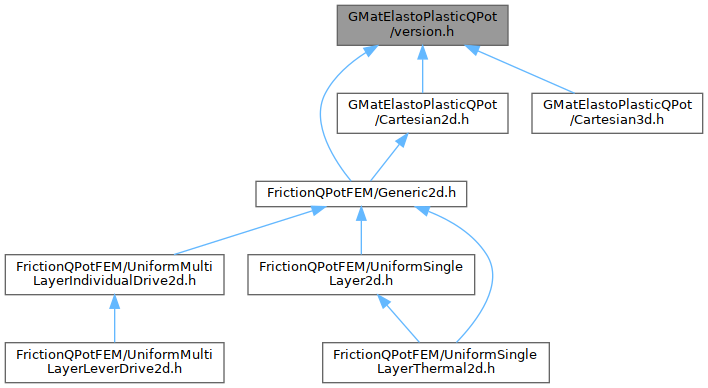 GMatElastoPlasticQPot
/version.h
GMatElastoPlasticQPot
/Cartesian2d.h
GMatElastoPlasticQPot
/Cartesian3d.h
FrictionQPotFEM/Generic2d.h
FrictionQPotFEM/UniformMulti
LayerIndividualDrive2d.h
FrictionQPotFEM/UniformSingle
Layer2d.h
FrictionQPotFEM/UniformMulti
LayerLeverDrive2d.h
FrictionQPotFEM/UniformSingle
LayerThermal2d.h